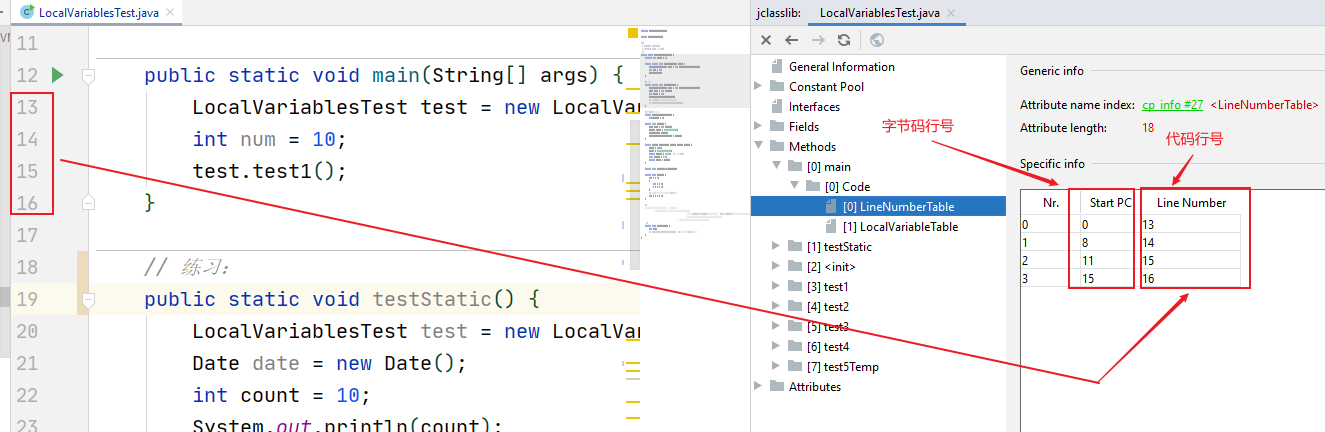 LocalVariablesTest.java
11
12 public static void main(String[] args) {
13 LocalVariablesTest test = new LocalVa
14 int num = 10;
15 test.test1();
16 }
17
18 // 练习：
19 public static void testStatic() {
20 LocalVariablesTest test = new LocalVa
21 Date date = new Date();
22 int count = 10;
23 System.out.println(count);
jclasslib: LocalVariablesTest.java
General Information
Constant Pool
Interfaces
Fields
Methods
[0] main
[0] Code
[0] LineNumberTable
[1] LocalVariableTable
[1] testStatic
[2] <init>
[3] test1
[4] test2
[5] test3
[6] test4
[7] test5Temp
Attributes
Generic info
Attribute name index: cp_info #27 <LineNumberTable>
Attribute length: 18
字节码行号
代码行号
Specific info
Nr. Start PC Line Number
0 0 13
1 8 14
2 11 15
3 15 16